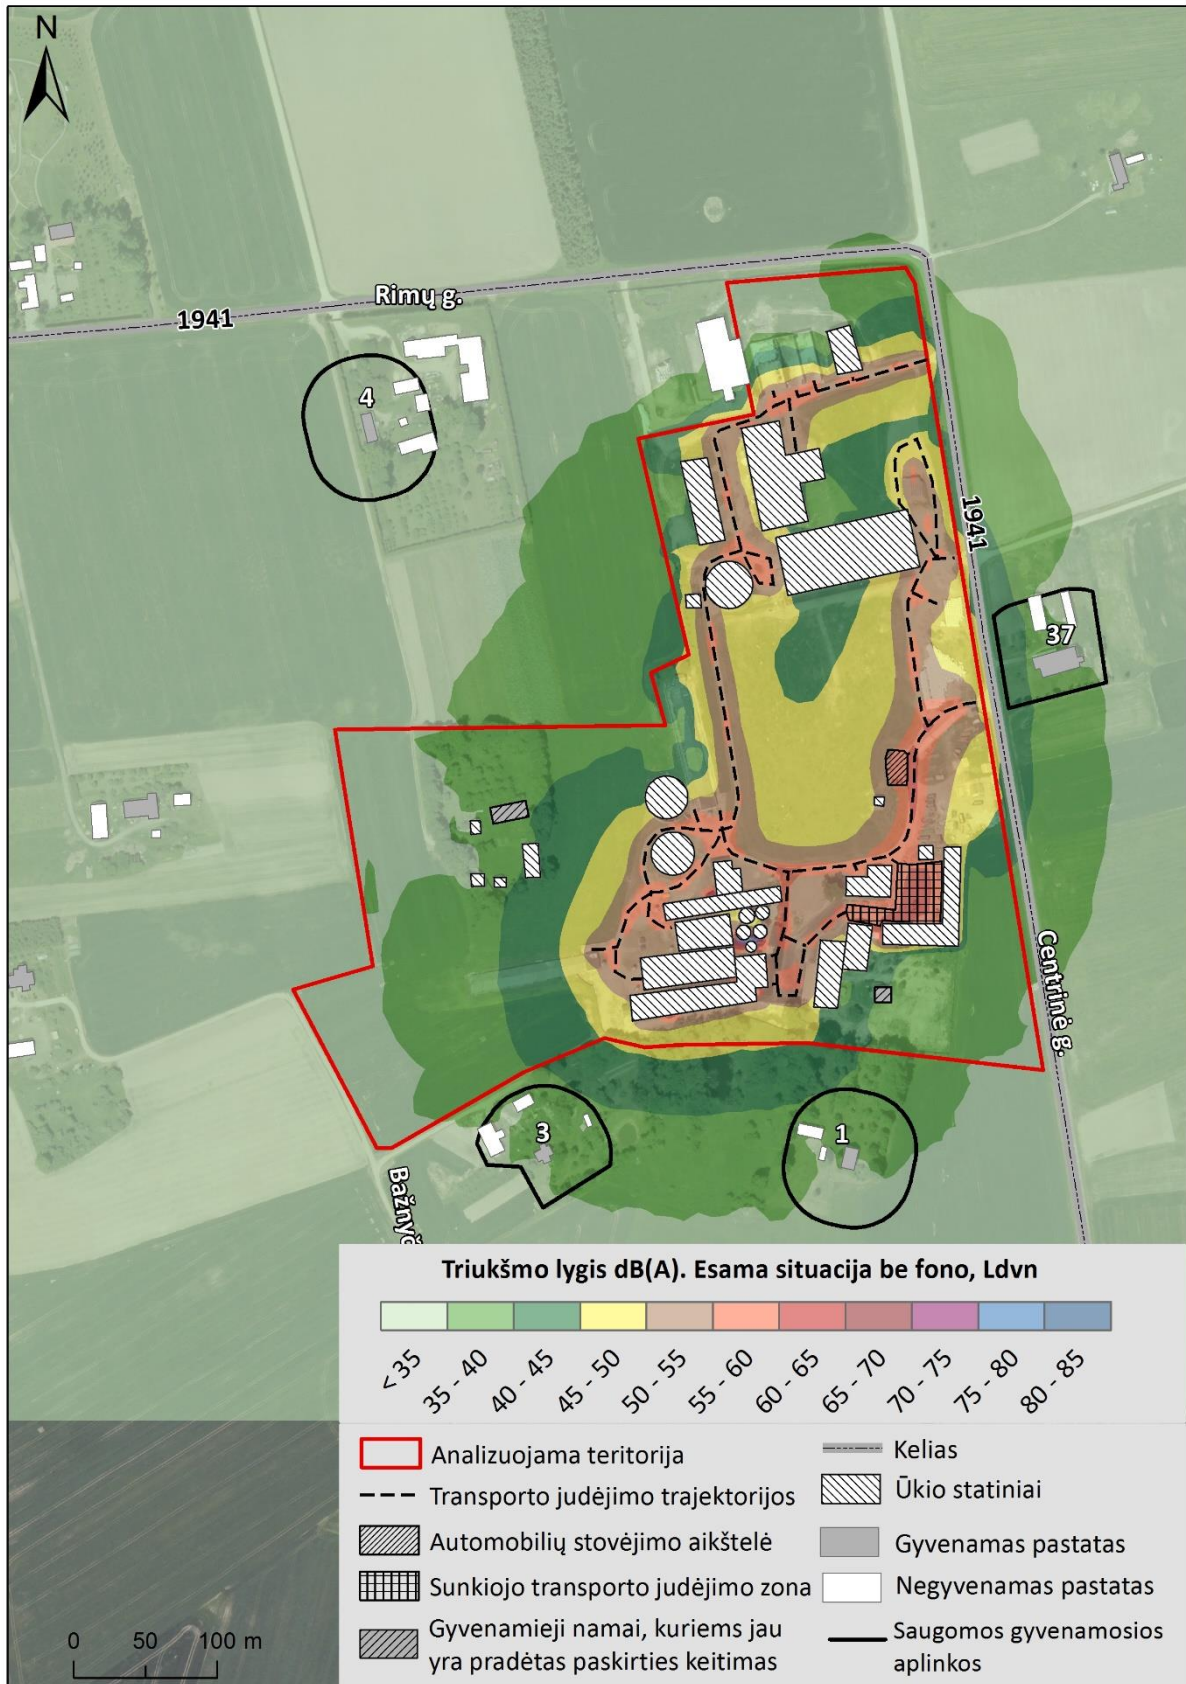 N
Rimų g.
1941
4
1941
37
Centrinė g.
3
1
Bažnyč
Triukšmo lygis dB(A). Esama situacija be fono, Ldvn
< 35
35 - 40
40 - 45
45 - 50
50 - 55
55 - 60
60 - 65
65 - 70
70 - 75
75 - 80
80 - 85
Analizuojama teritorija
Transporto judėjimo trajektorijos
Automobilių stovėjimo aikštelė
Sunkiojo transporto judėjimo zona
Gyvenamieji namai, kuriems jau
yra pradėtas paskirties keitimas
Kelias
Ūkio statiniai
Gyvenamas pastatas
Negyvenamas pastatas
Saugomos gyvenamosios
aplinkos
0 50 100 m